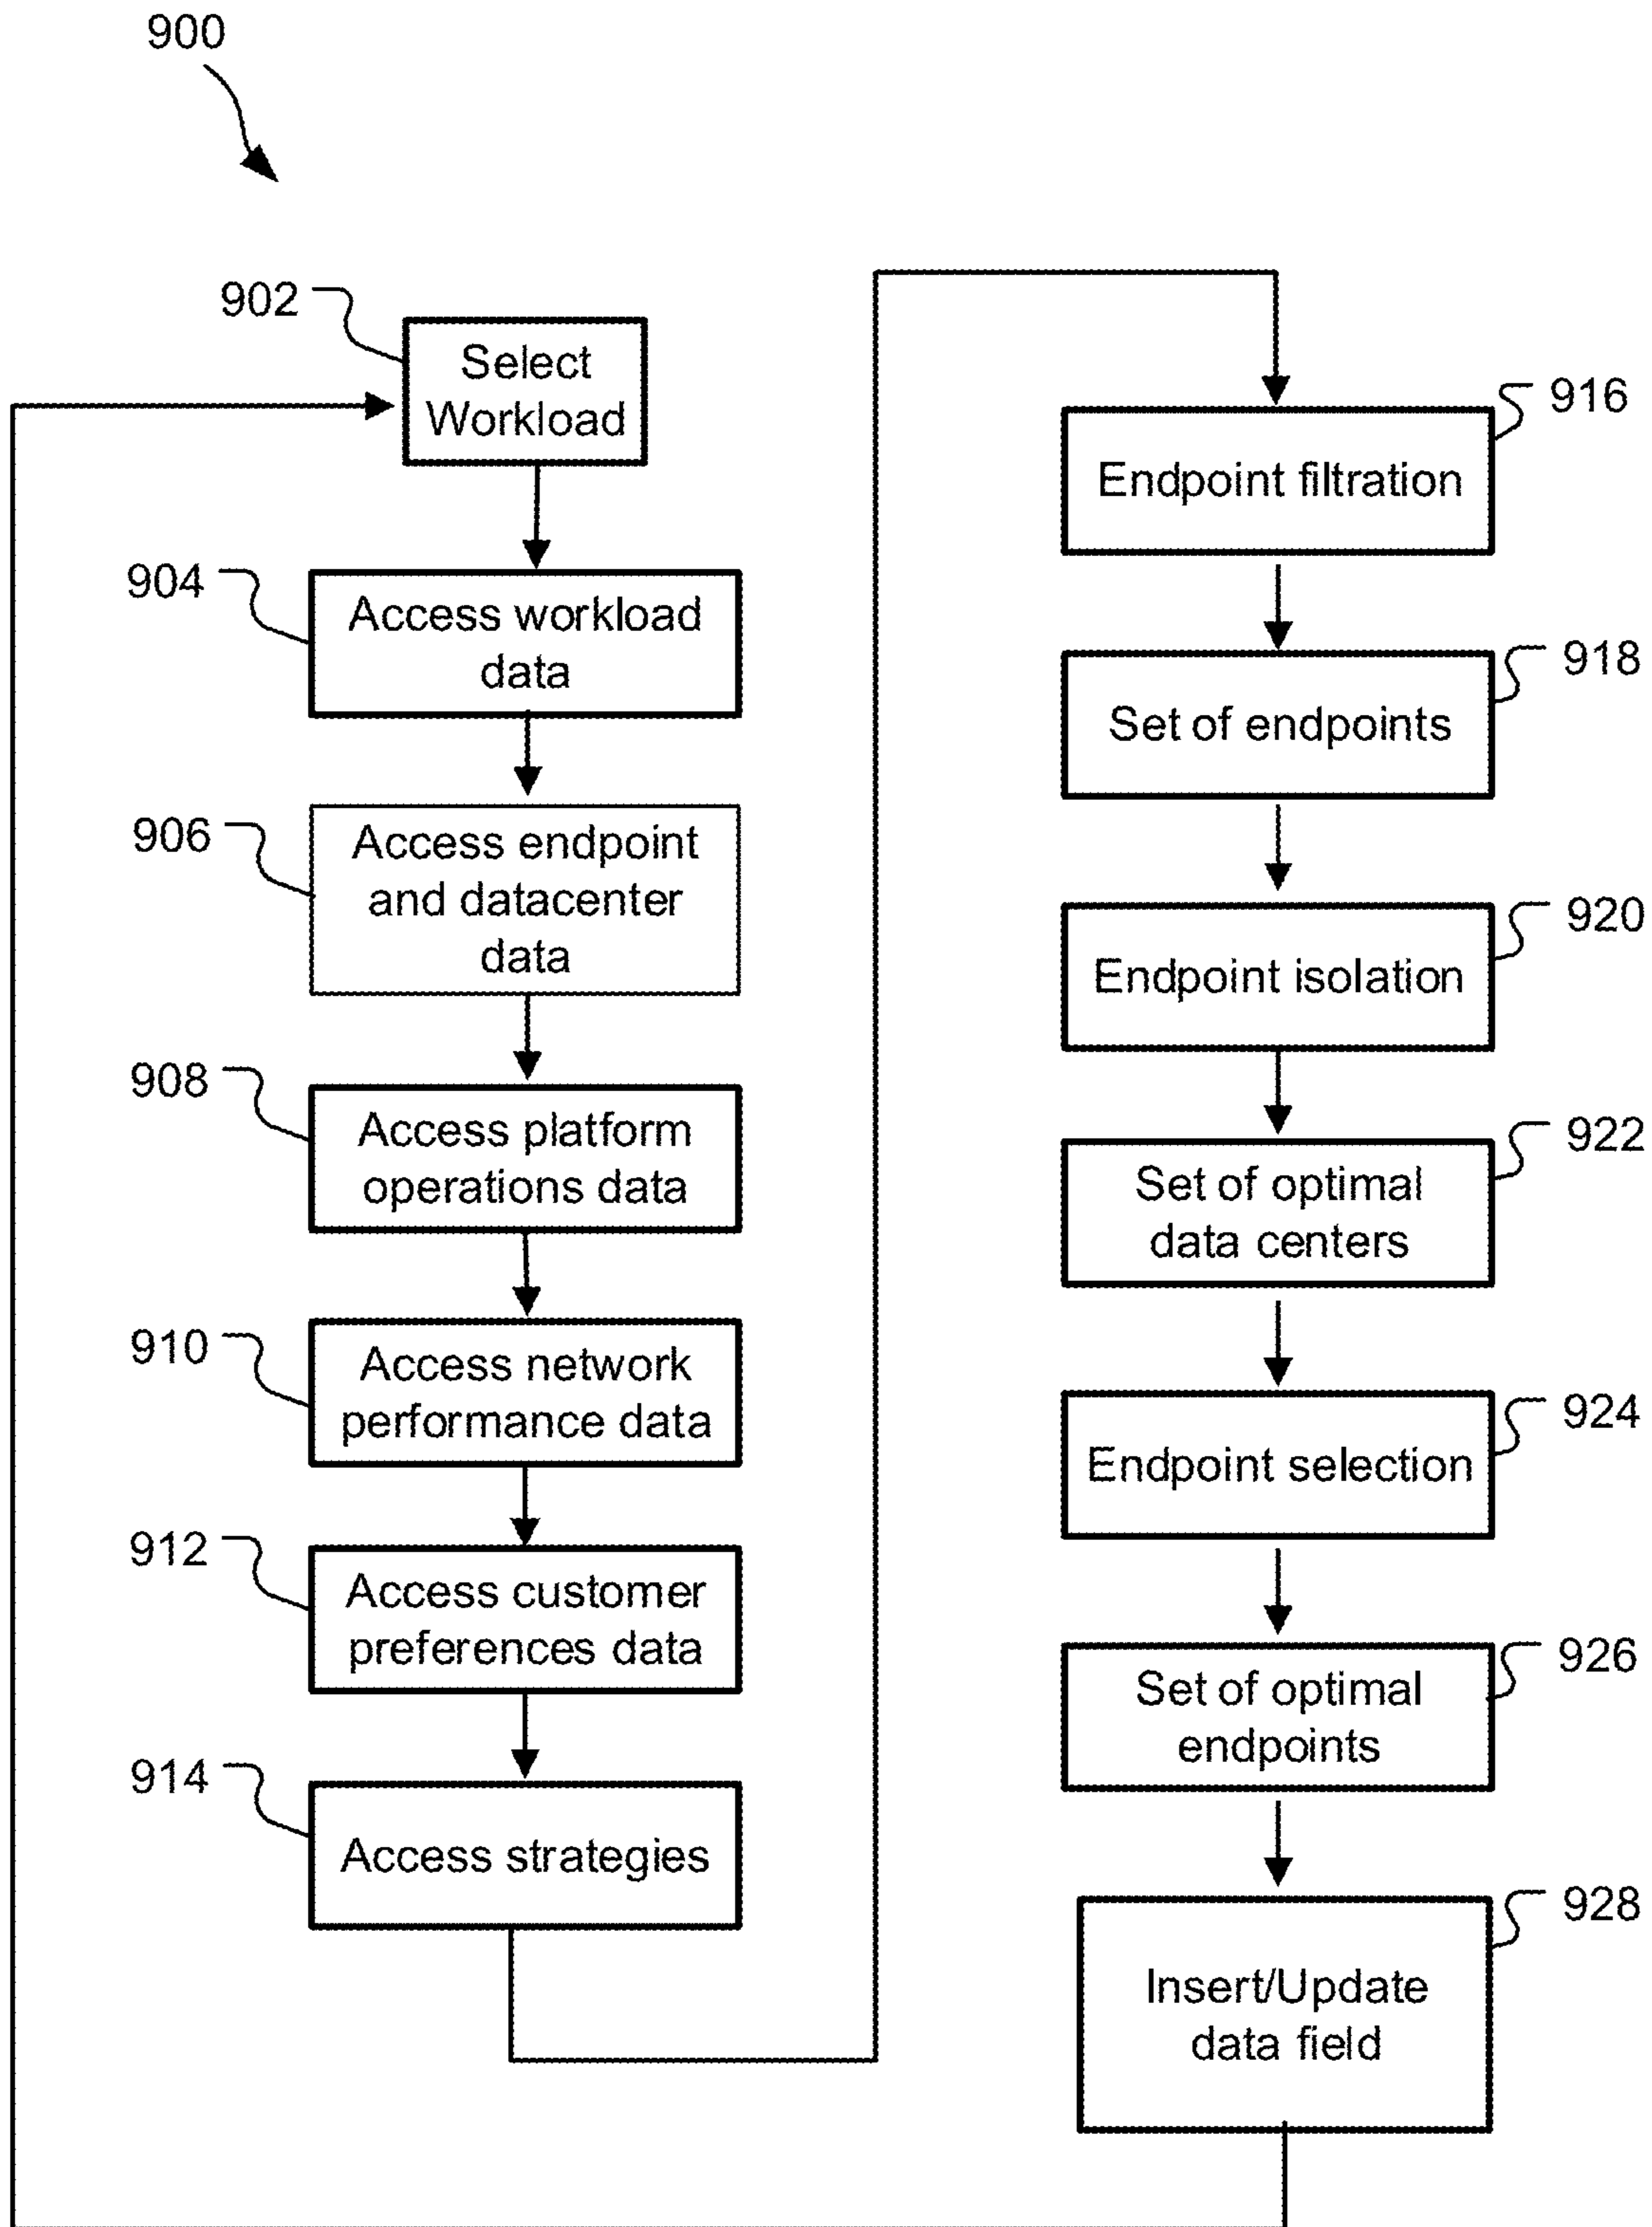 900
902
Select
Workload
904
Access workload
data
906
Access endpoint
and datacenter
data
908
Access platform
operations data
910
Access network
performance data
912
Access customer
preferences data
914
Access strategies
916
Endpoint filtration
918
Set of endpoints
920
Endpoint isolation
922
Set of optimal
data centers
924
Endpoint selection
926
Set of optimal
endpoints
928
Insert/Update
data field